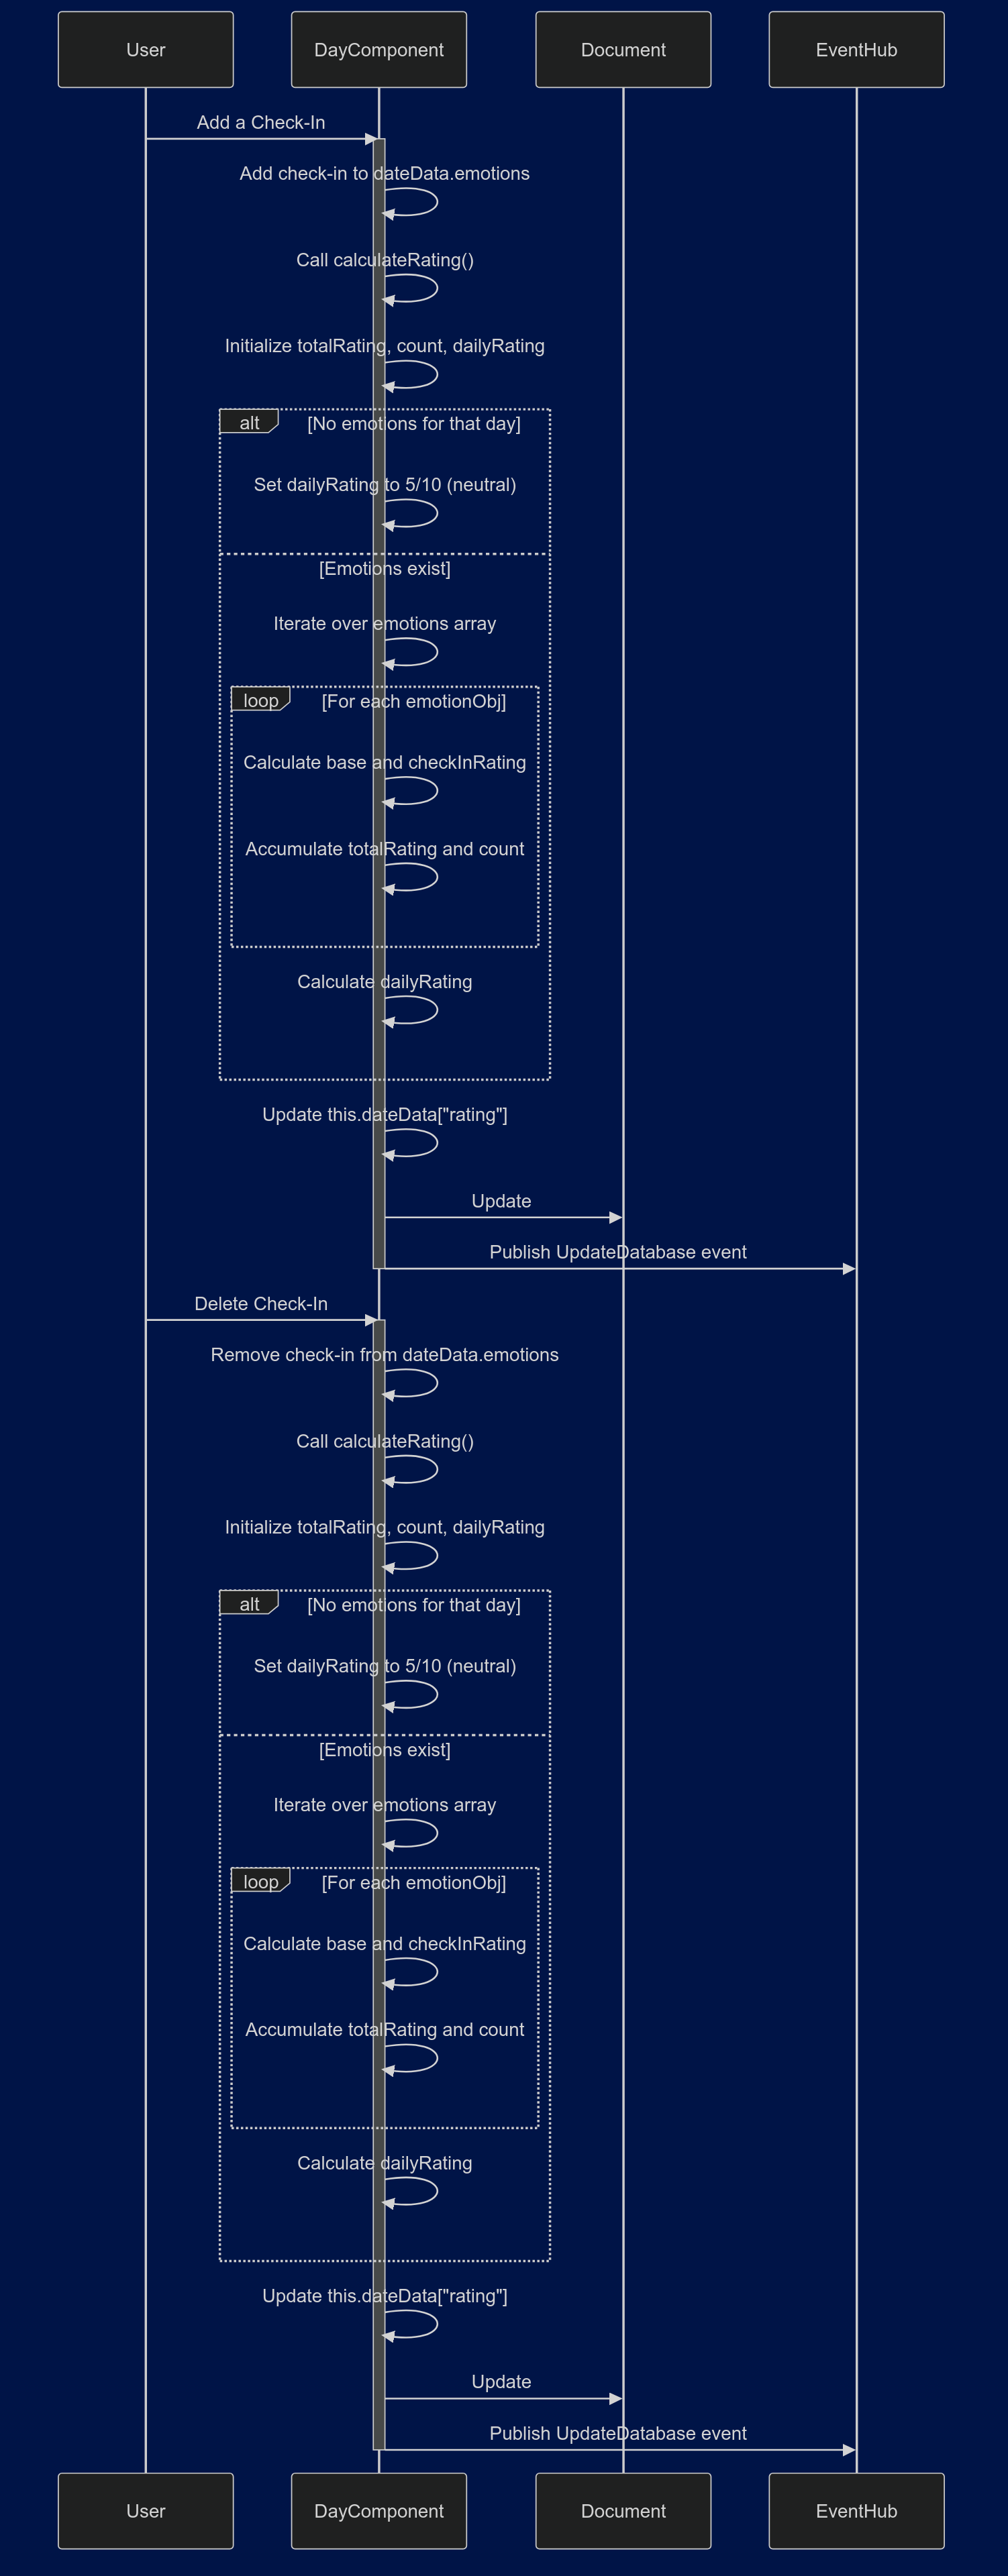 User
DayComponent
Document
EventHub
Add a Check-In
Add check-in to dateData.emotions
Call calculateRating()
Initialize totalRating, count, dailyRating
alt
[No emotions for that day]
Set dailyRating to 5/10 (neutral)
[Emotions exist]
Iterate over emotions array
loop
[For each emotionObj]
Calculate base and checkInRating
Accumulate totalRating and count
Calculate dailyRating
Update this.dateData["rating"]
Update
Publish UpdateDatabase event
Delete Check-In
Remove check-in from dateData.emotions
Call calculateRating()
Initialize totalRating, count, dailyRating
alt
[No emotions for that day]
Set dailyRating to 5/10 (neutral)
[Emotions exist]
Iterate over emotions array
loop
[For each emotionObj]
Calculate base and checkInRating
Accumulate totalRating and count
Calculate dailyRating
Update this.dateData["rating"]
Update
Publish UpdateDatabase event
User
DayComponent
Document
EventHub